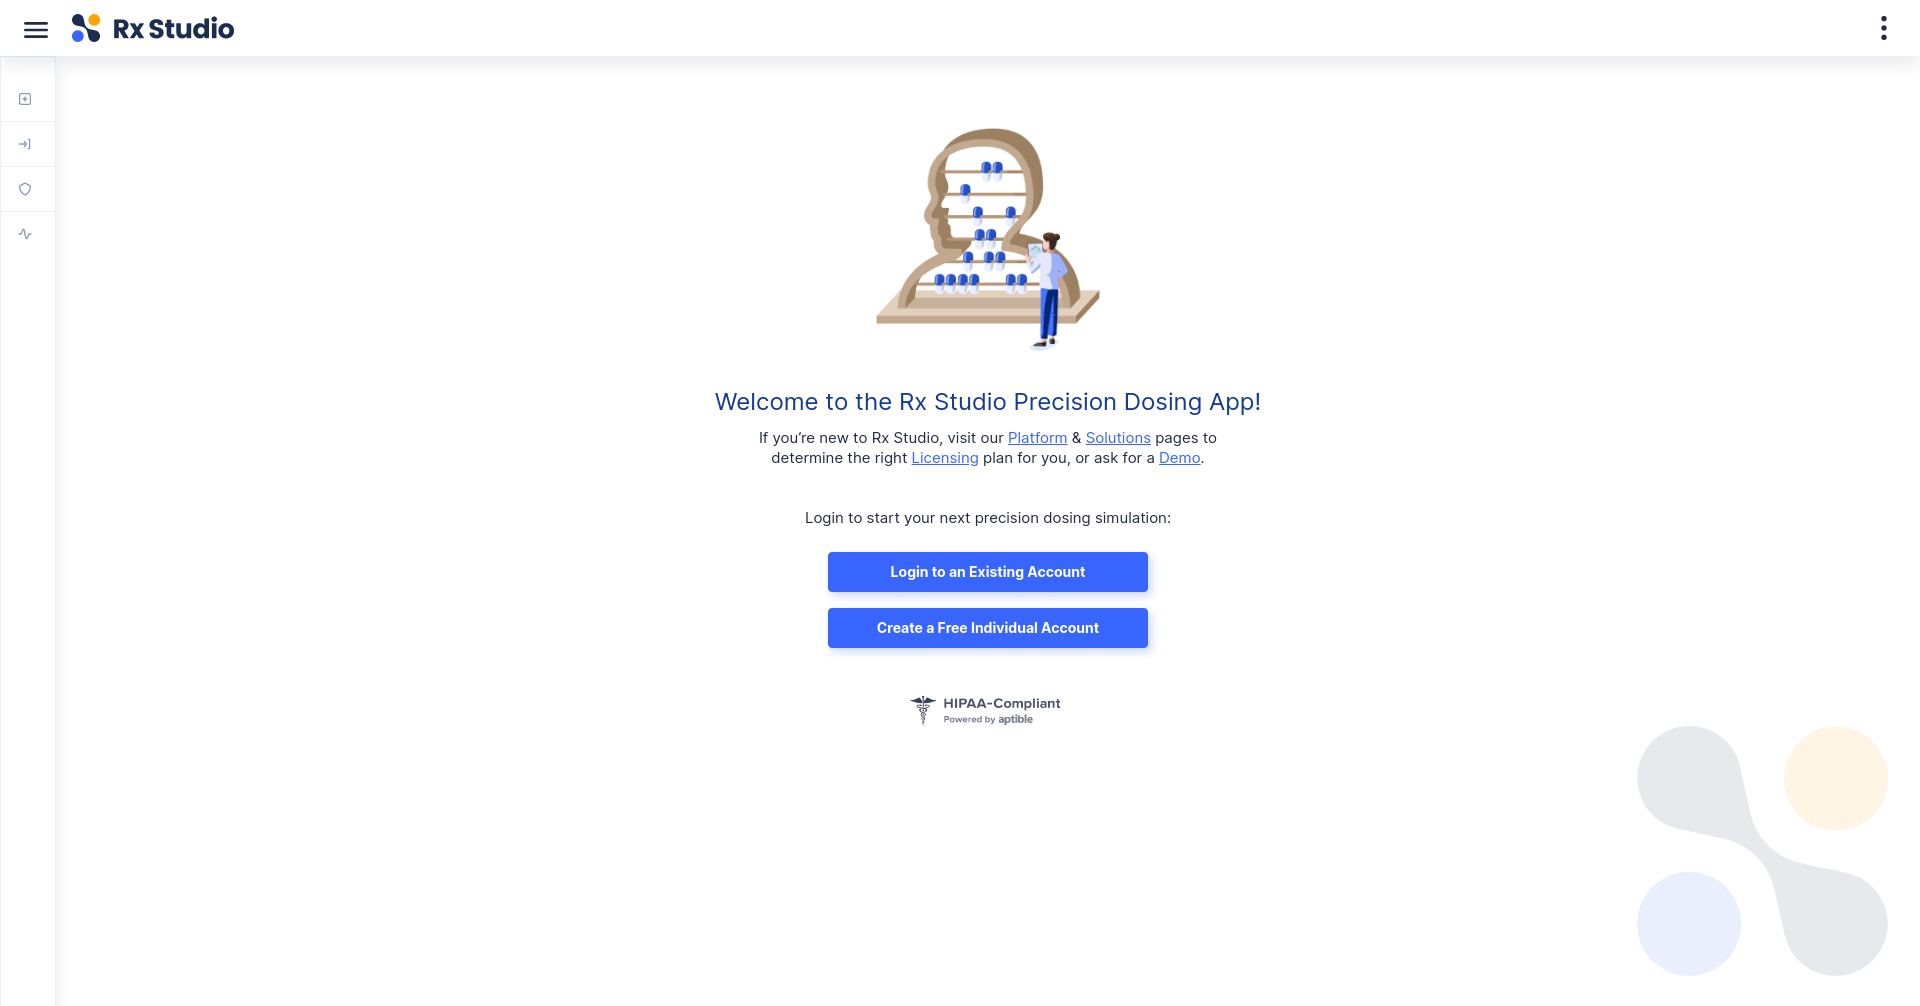 Rx Studio
Welcome to the Rx Studio Precision Dosing App!
If you’re new to Rx Studio, visit our Platform & Solutions pages to
determine the right Licensing plan for you, or ask for a Demo.
Login to start your next precision dosing simulation:
Login to an Existing Account
Create a Free Individual Account
HIPAA-Compliant
Powered by aptible